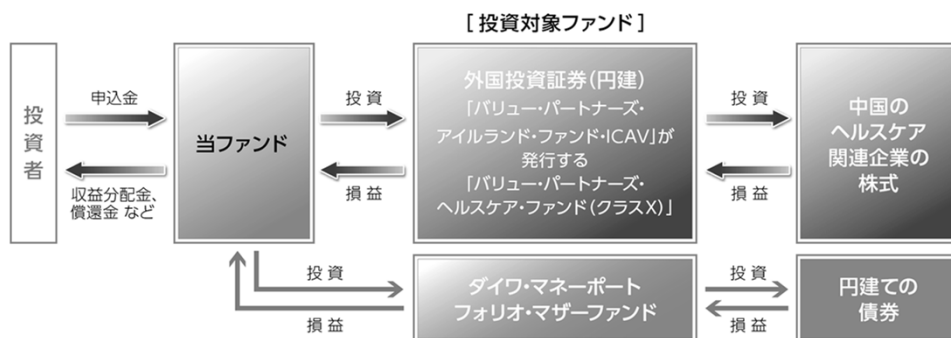 [投資対象ファンド]
投資者
申込金
収益分配金、
償還金 など
当ファンド
投資
損益
外国投資証券(円建)
「バリュー・パートナーズ・
アイルランド・ファンド・ICAV」が
発行する
「バリュー・パートナーズ・
ヘルスケア・ファンド(クラスX)」
投資
損益
中国の
ヘルスケア
関連企業の
株式
投資
損益
ダイワ・マネーポート
フォリオ・マザーファンド
投資
損益
円建ての
債券